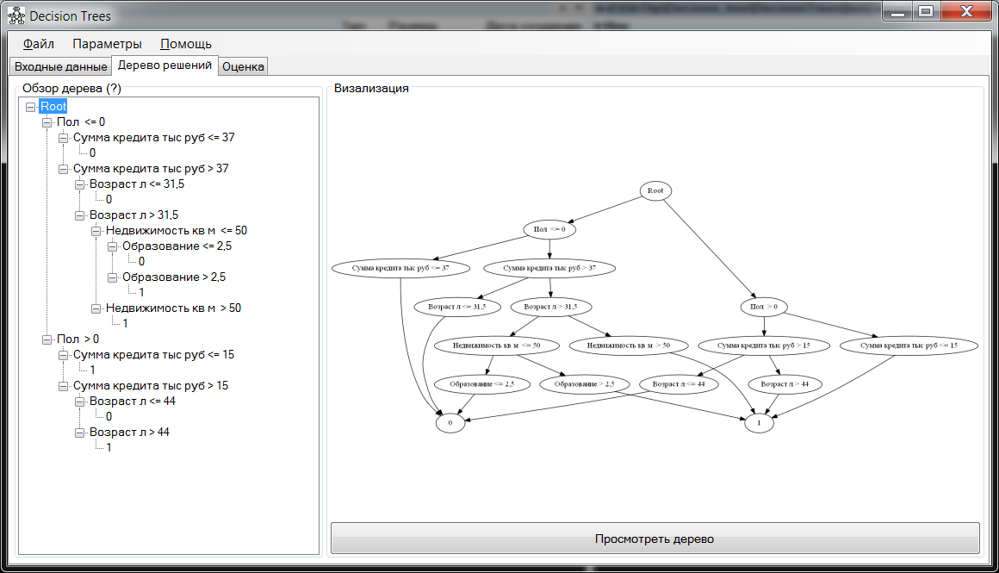 Decision Trees
Файл Параметры Помощь
Входные данные Дерево решений Оценка
Обзор дерева (?)
Root
Пол <= 0
Сумма кредита тыс руб <= 37
0
Сумма кредита тыс руб > 37
Возраст л <= 31,5
0
Возраст л > 31,5
Недвижимость кв м <= 50
Образование <= 2,5
0
Образование > 2,5
1
Недвижимость кв м > 50
1
Пол > 0
Сумма кредита тыс руб <= 15
1
Сумма кредита тыс руб > 15
Возраст л <= 44
0
Возраст л > 44
1
Визализация
Root
Пол <= 0
Сумма кредита тыс руб <= 37 Сумма кредита тыс руб > 37
Возраст л <= 31,5 Возраст л > 31,5 Пол > 0
Недвижимость кв м <= 50 Недвижимость кв м > 50 Сумма кредита тыс руб > 15 Сумма кредита тыс руб <= 15
Образование <= 2,5 Образование > 2,5 Возраст л <= 44 Возраст л > 44
0 1
Просмотреть дерево